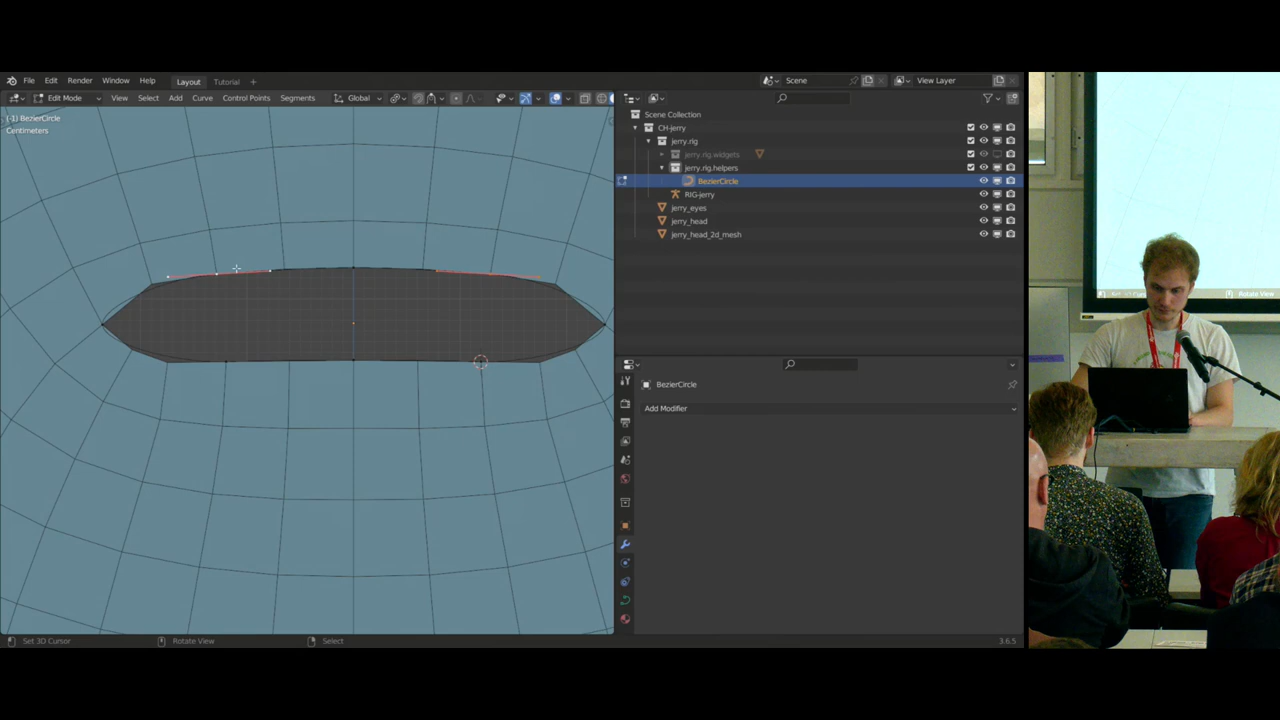 File Edit Render Window Help Layout Tutorial + Scene View Layer
Edit Mode View Select Add Curve Control Points Segments Global
(-1) BezierCircle
Centimeters
Scene Collection
CH-jerry
jerry.rig
jerry.rig.widgets
jerry.rig.helpers
BezierCircle
RIG-jerry
jerry_eyes
jerry_head
jerry_head_2d_mesh
BezierCircle
Add Modifier
Set 3D Cursor Rotate View Select 3.6.5
Rotate View